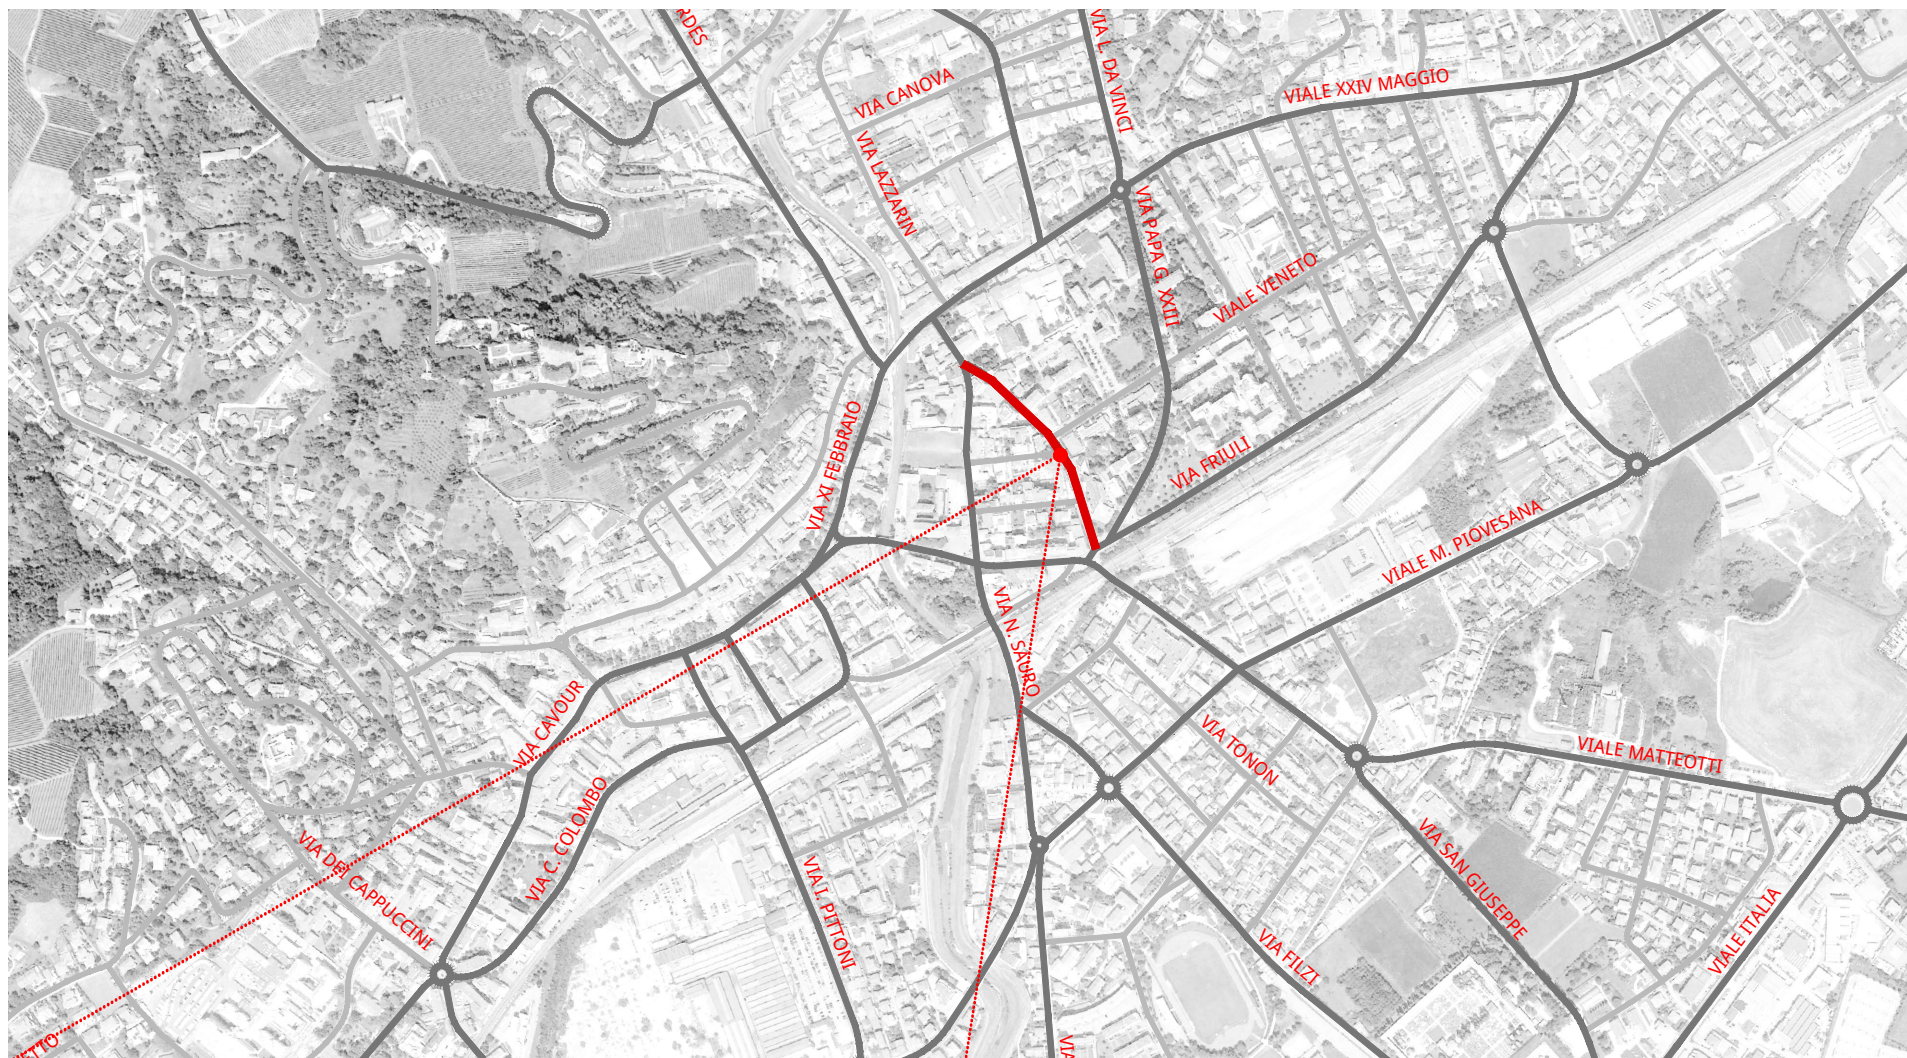 VIA L. DA VINCI
VIA CANOVA
VIALE XXIV MAGGIO
VIA LAZZARIN
VIA PAPA G. XXIII
VIALE VENETO
VIA XI FEBBRAIO
VIA FRIULI
VIALE M. PIOVESANA
VIA N. SAURO
VIA CAVOUR
VIA TONON
VIALE MATTEOTTI
VIA C. COLOMBO
VIA DEI CAPPUCCINI
VIA I. PITTONI
VIA SAN GIUSEPPE
VIALE ITALIA
VIA FILZI
VIA